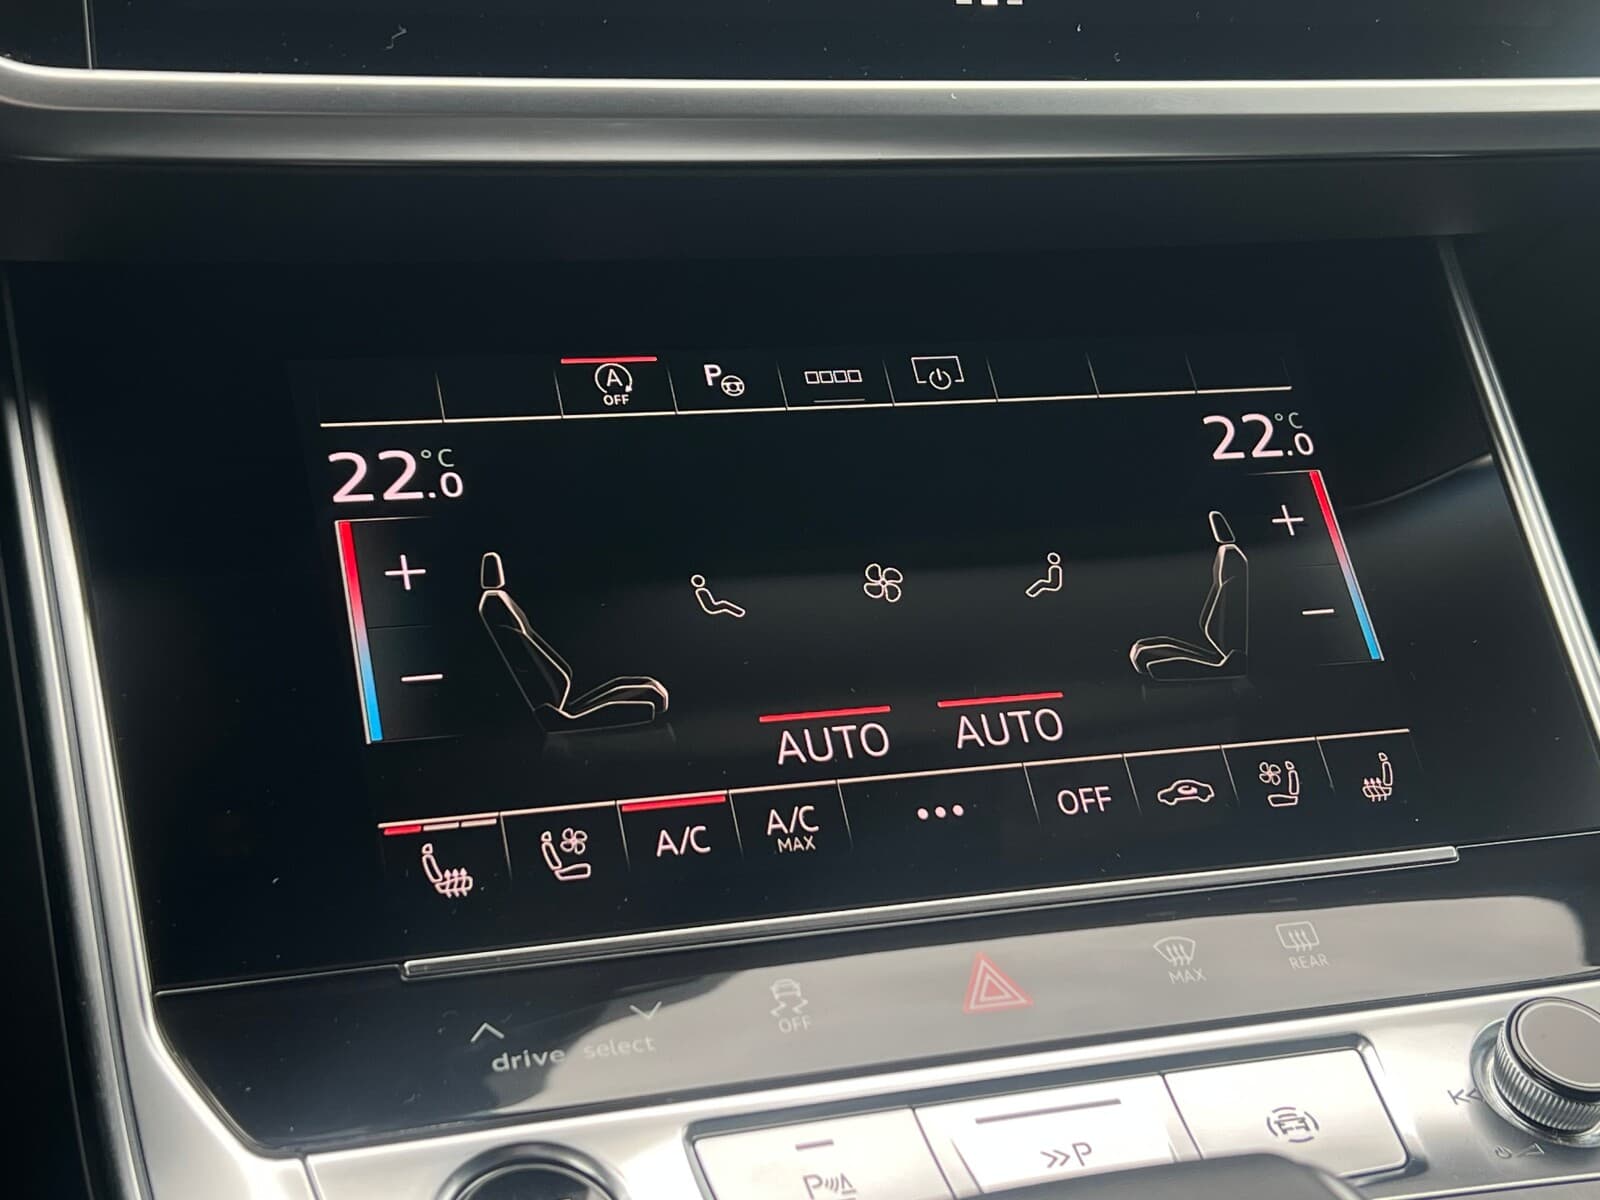 A
OFF
P
22.0 °C
22.0 °C
+
+
−
−
AUTO
AUTO
A/C
A/C
MAX
•••
OFF
MAX
REAR
OFF
drive select
P
>>P